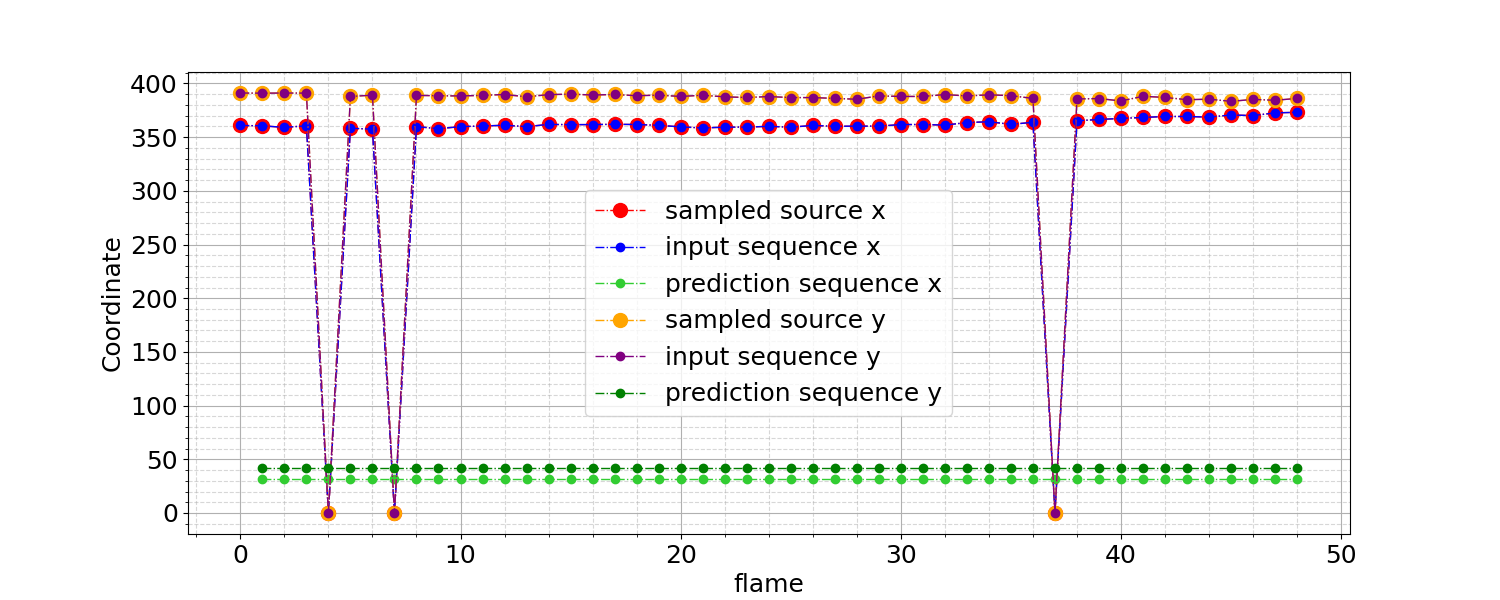 400
350
300
250
200
150
100
50
0
Coordinate
sampled source x
input sequence x
prediction sequence x
sampled source y
input sequence y
prediction sequence y
0 10 20 30 40 50
flame